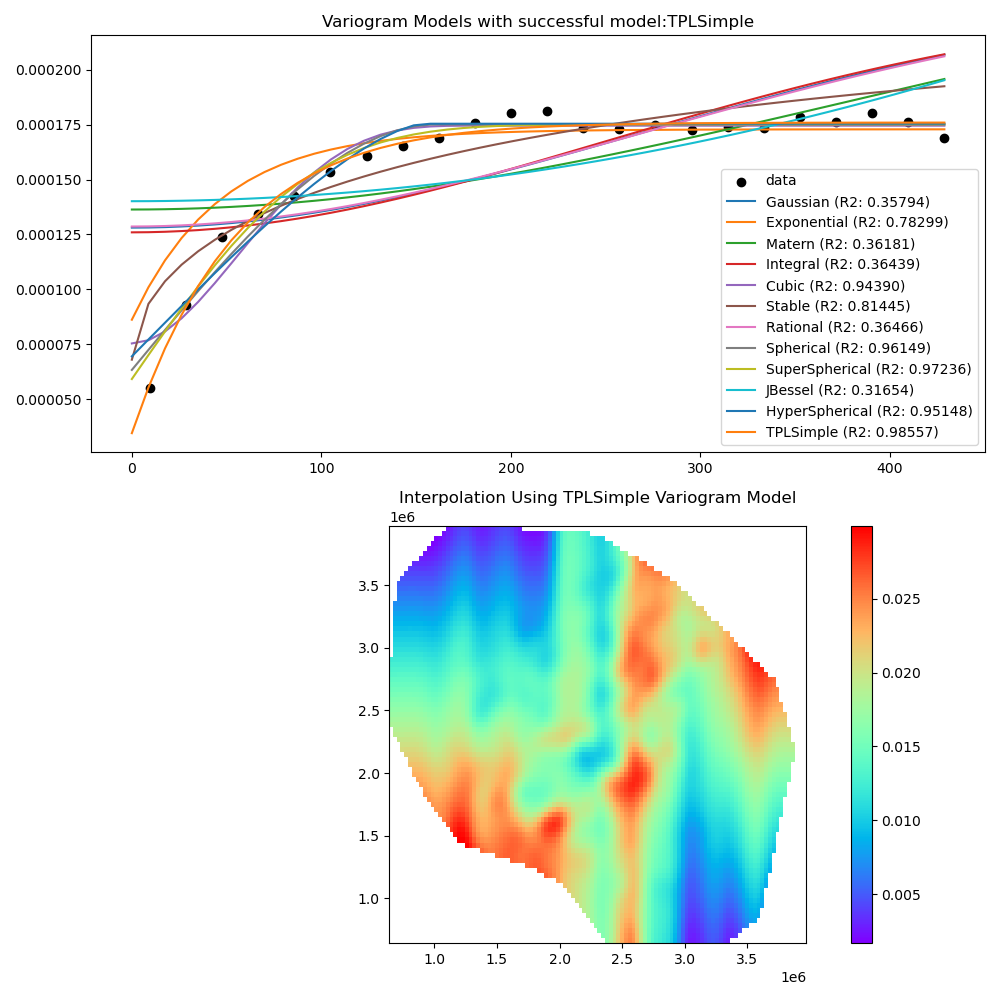 Variogram Models with successful model:TPLSimple
0.000200
0.000175
0.000150
0.000125
0.000100
0.000075
0.000050
data
Gaussian (R2: 0.35794)
Exponential (R2: 0.78299)
Matern (R2: 0.36181)
Integral (R2: 0.36439)
Cubic (R2: 0.94390)
Stable (R2: 0.81445)
Rational (R2: 0.36466)
Spherical (R2: 0.96149)
SuperSpherical (R2: 0.97236)
JBessel (R2: 0.31654)
HyperSpherical (R2: 0.95148)
TPLSimple (R2: 0.98557)
0 100 200 300 400
Interpolation Using TPLSimple Variogram Model
1e6
3.5
3.0
2.5
2.0
1.5
1.0
1.0 1.5 2.0 2.5 3.0 3.5
1e6
0.025
0.020
0.015
0.010
0.005